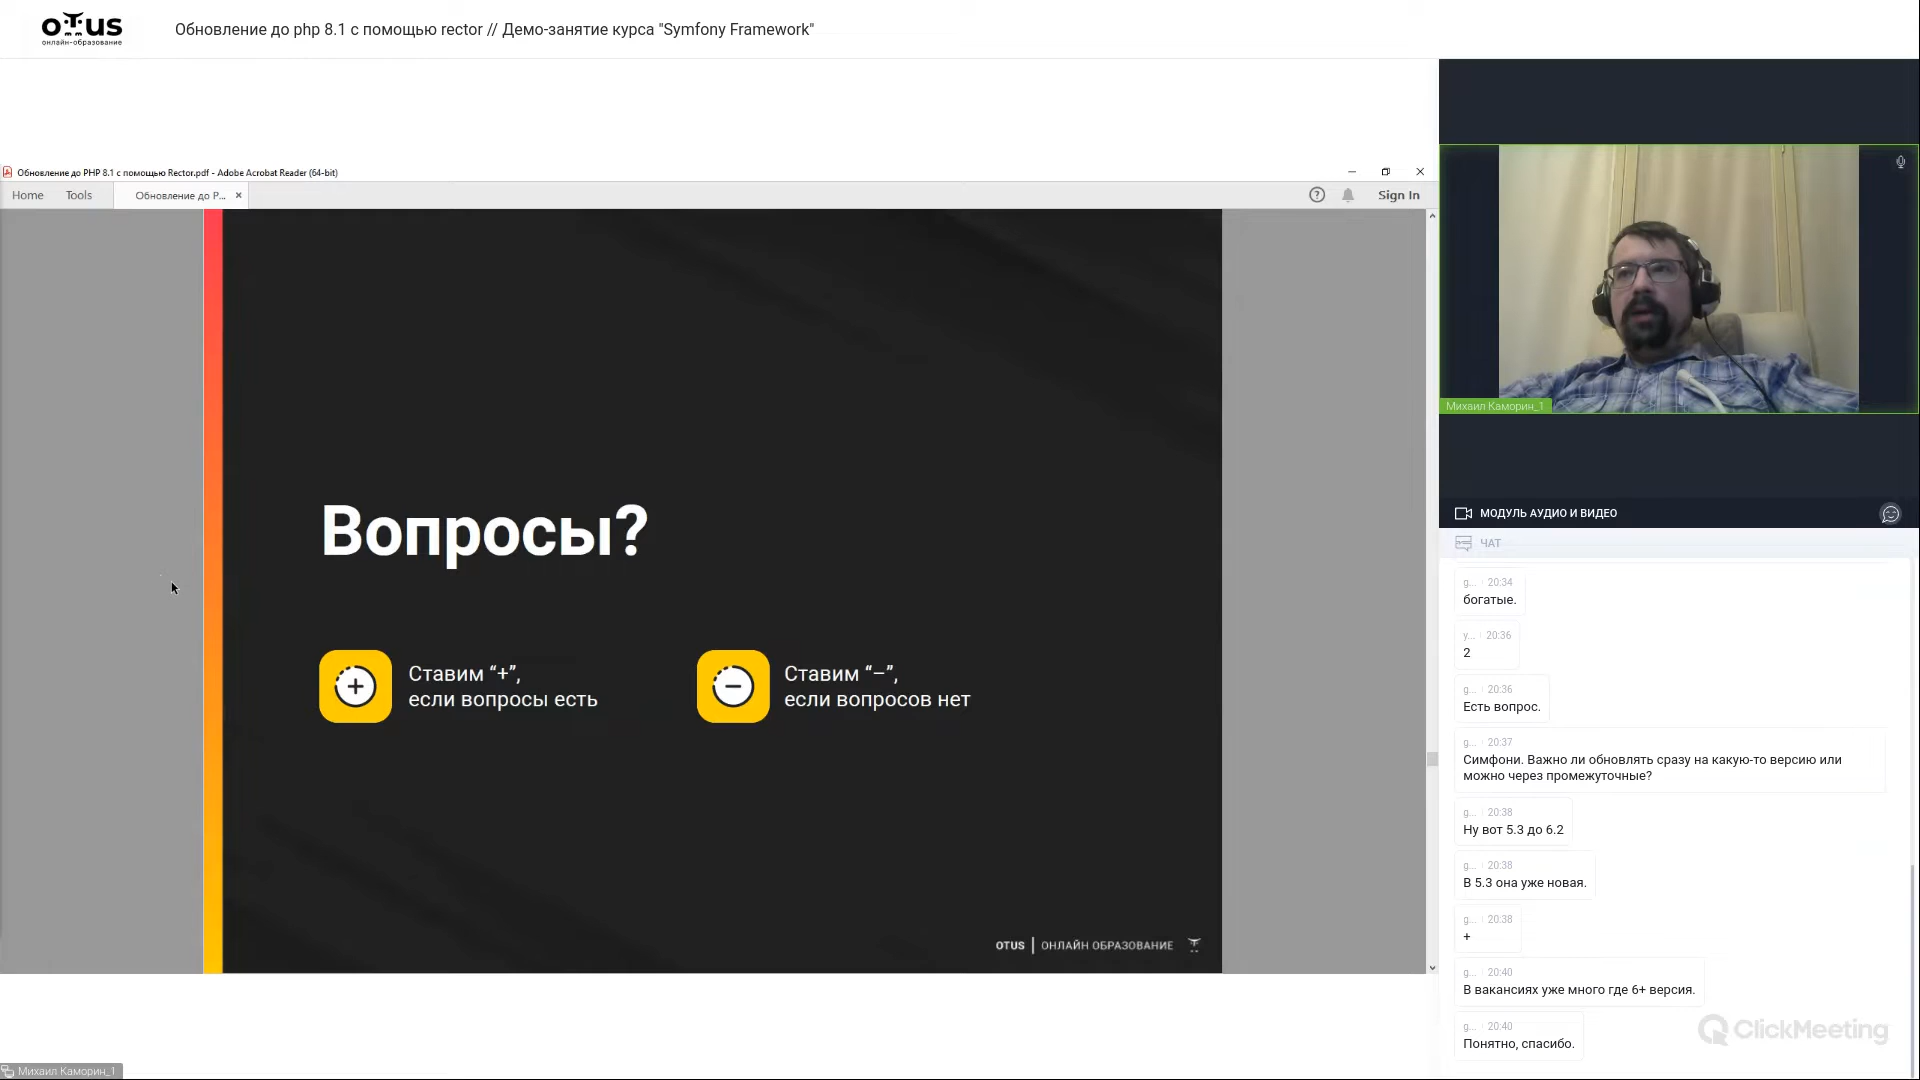 отus
онлайн-образование
Обновление до php 8.1 с помощью rector // Демо-занятие курса "Symfony Framework"
Обновление до PHP 8.1 с помощью Rector.pdf - Adobe Acrobat Reader (64-bit)
Home Tools Обновление до P... × Sign In
Вопросы?
Ставим “+”,
если вопросы есть
Ставим “–”,
если вопросов нет
OTUS | ОНЛАЙН ОБРАЗОВАНИЕ
Михаил Каморин_1
Михаил Каморин_1
МОДУЛЬ АУДИО И ВИДЕО
ЧАТ
g... 20:34
богатые.
y... 20:36
2
g... 20:36
Есть вопрос.
g... 20:37
Симфони. Важно ли обновлять сразу на какую-то версию или
можно через промежуточные?
g... 20:38
Ну вот 5.3 до 6.2
g... 20:38
В 5.3 она уже новая.
g... 20:38
+
g... 20:40
В вакансиях уже много где 6+ версия.
g... 20:40
Понятно, спасибо.
ClickMeeting